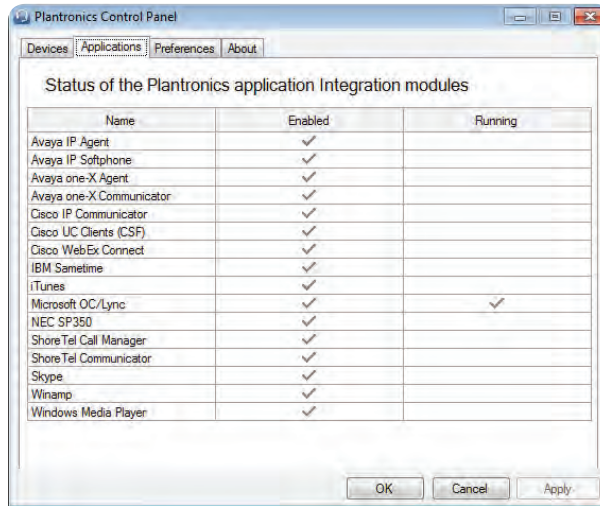 Plantronics Control Panel
Devices Applications Preferences About
Status of the Plantronics application Integration modules
Name Enabled Running
Avaya IP Agent
Avaya IP Softphone
Avaya one-X Agent
Avaya one-X Communicator
Cisco IP Communicator
Cisco UC Clients (CSF)
Cisco WebEx Connect
IBM Sametime
iTunes
Microsoft OC/Lync
NEC SP350
ShoreTel Call Manager
ShoreTel Communicator
Skype
Winamp
Windows Media Player
OK Cancel Apply